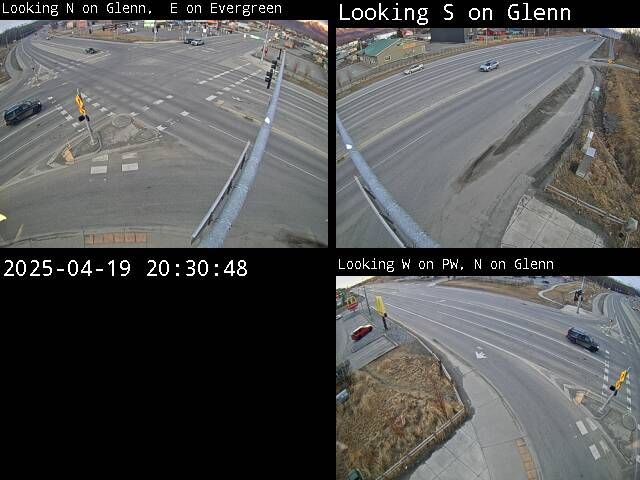 Looking N on Glenn,  E on Evergreen
Looking S on Glenn
2025-04-19 20:30:48
Looking W on PW, N on Glenn